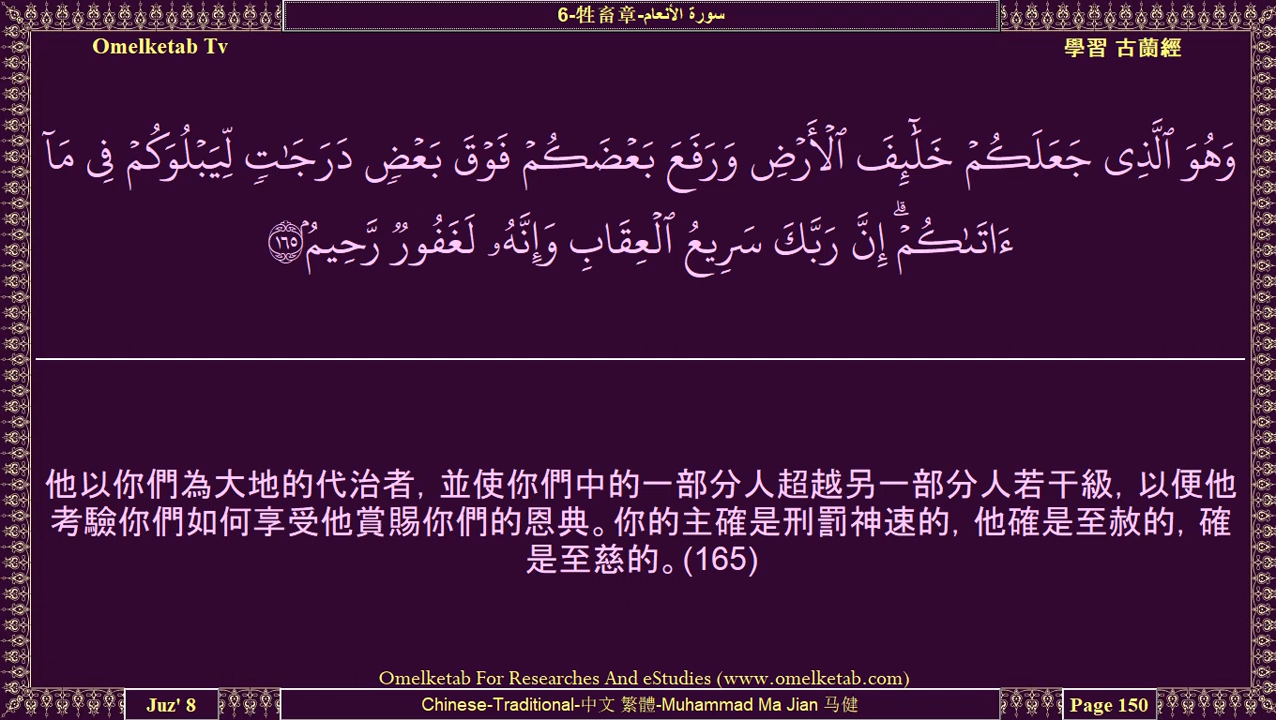 6-牲畜章-سورة الأنعام
Omelketab Tv
學習 古蘭經
وَهُوَ ٱلَّذِى جَعَلَكُمۡ خَلَٰٓئِفَ ٱلۡأَرۡضِ وَرَفَعَ بَعۡضَكُمۡ فَوۡقَ بَعۡضٖ دَرَجَٰتٖ لِّيَبۡلُوَكُمۡ فِى مَآ
ءَاتَىٰكُمۡۗ إِنَّ رَبَّكَ سَرِيعُ ٱلۡعِقَابِ وَإِنَّهُۥ لَغَفُورٞ رَّحِيمُۢ ١٦٥
他以你們為大地的代治者, 並使你們中的一部分人超越另一部分人若干級, 以便他
考驗你們如何享受他賞賜你們的恩典。你的主確是刑罰神速的, 他確是至赦的, 確
是至慈的。(165)
Omelketab For Researches And eStudies (www.omelketab.com)
Juz' 8
Chinese-Traditional-中文 繁體-Muhammad Ma Jian 马健
Page 150